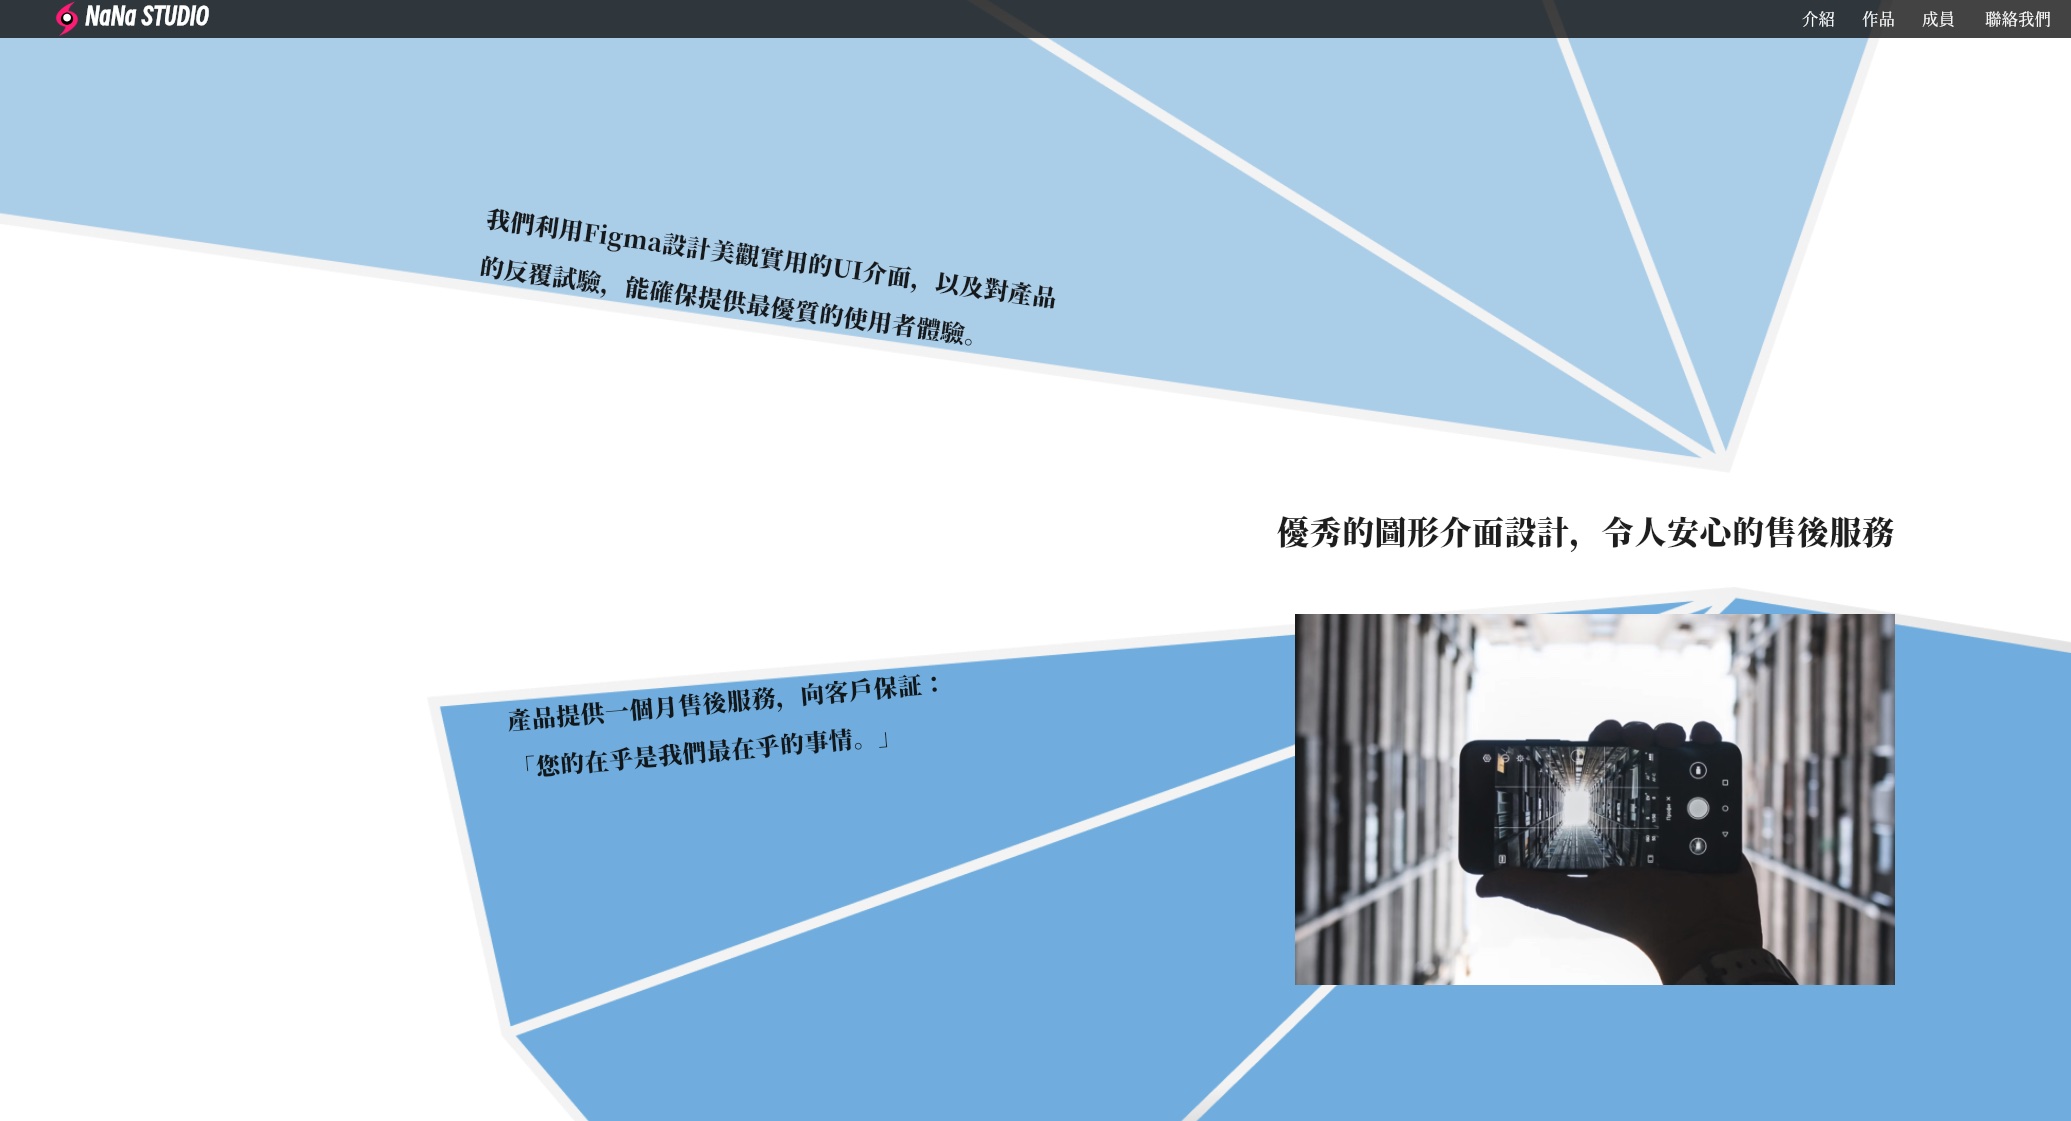 NaNa STUDIO
介紹 作品 成員 聯絡我們
我們利用Figma設計美觀實用的UI介面，以及對產品
的反覆試驗，能確保提供最優質的使用者體驗。
優秀的圖形介面設計，令人安心的售後服務
產品提供一個月售後服務，向客戶保証：
「您的在乎是我們最在乎的事情。」